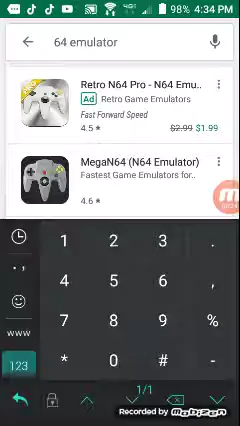 98% 4:34 PM
64 emulator
Retro N64 Pro - N64 Emu..
Ad Retro Game Emulators
Fast Forward Speed
4.5★ $2.99 $1.99
MegaN64 (N64 Emulator)
Fastest Game Emulators for..
4.6★
1 2 3 .
4 5 6 ,
www 7 8 9 %
123 * 0 # -
1/1
Recorded by Mobizen